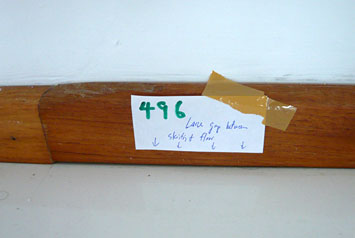 496
Large gap between
skirting & floor
↓ ↓ ↓ ↓